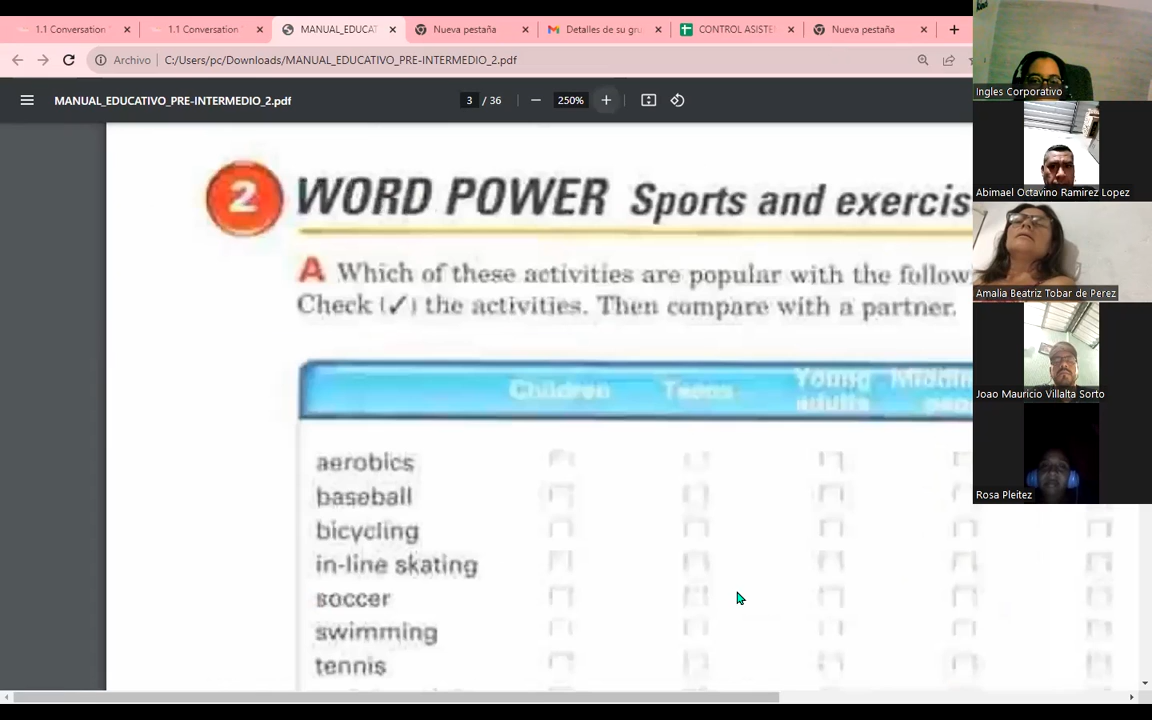 1.1 Conversation
1.1 Conversation
MANUAL_EDUCAT
Nueva pestaña
Detalles de su gru
CONTROL ASISTE
Nueva pestaña
Archivo
C:/Users/pc/Downloads/MANUAL_EDUCATIVO_PRE-INTERMEDIO_2.pdf
MANUAL_EDUCATIVO_PRE-INTERMEDIO_2.pdf
3 / 36
250%
2 WORD POWER Sports and exercis
A Which of these activities are popular with the follow
Check (✓) the activities. Then compare with a partner.
Children Teens Young adults
aerobics
baseball
bicycling
in-line skating
soccer
swimming
tennis
Ingles Corporativo
Abimael Octavino Ramirez Lopez
Amalia Beatriz Tobar de Perez
Joao Mauricio Villalta Sorto
Rosa Pleitez